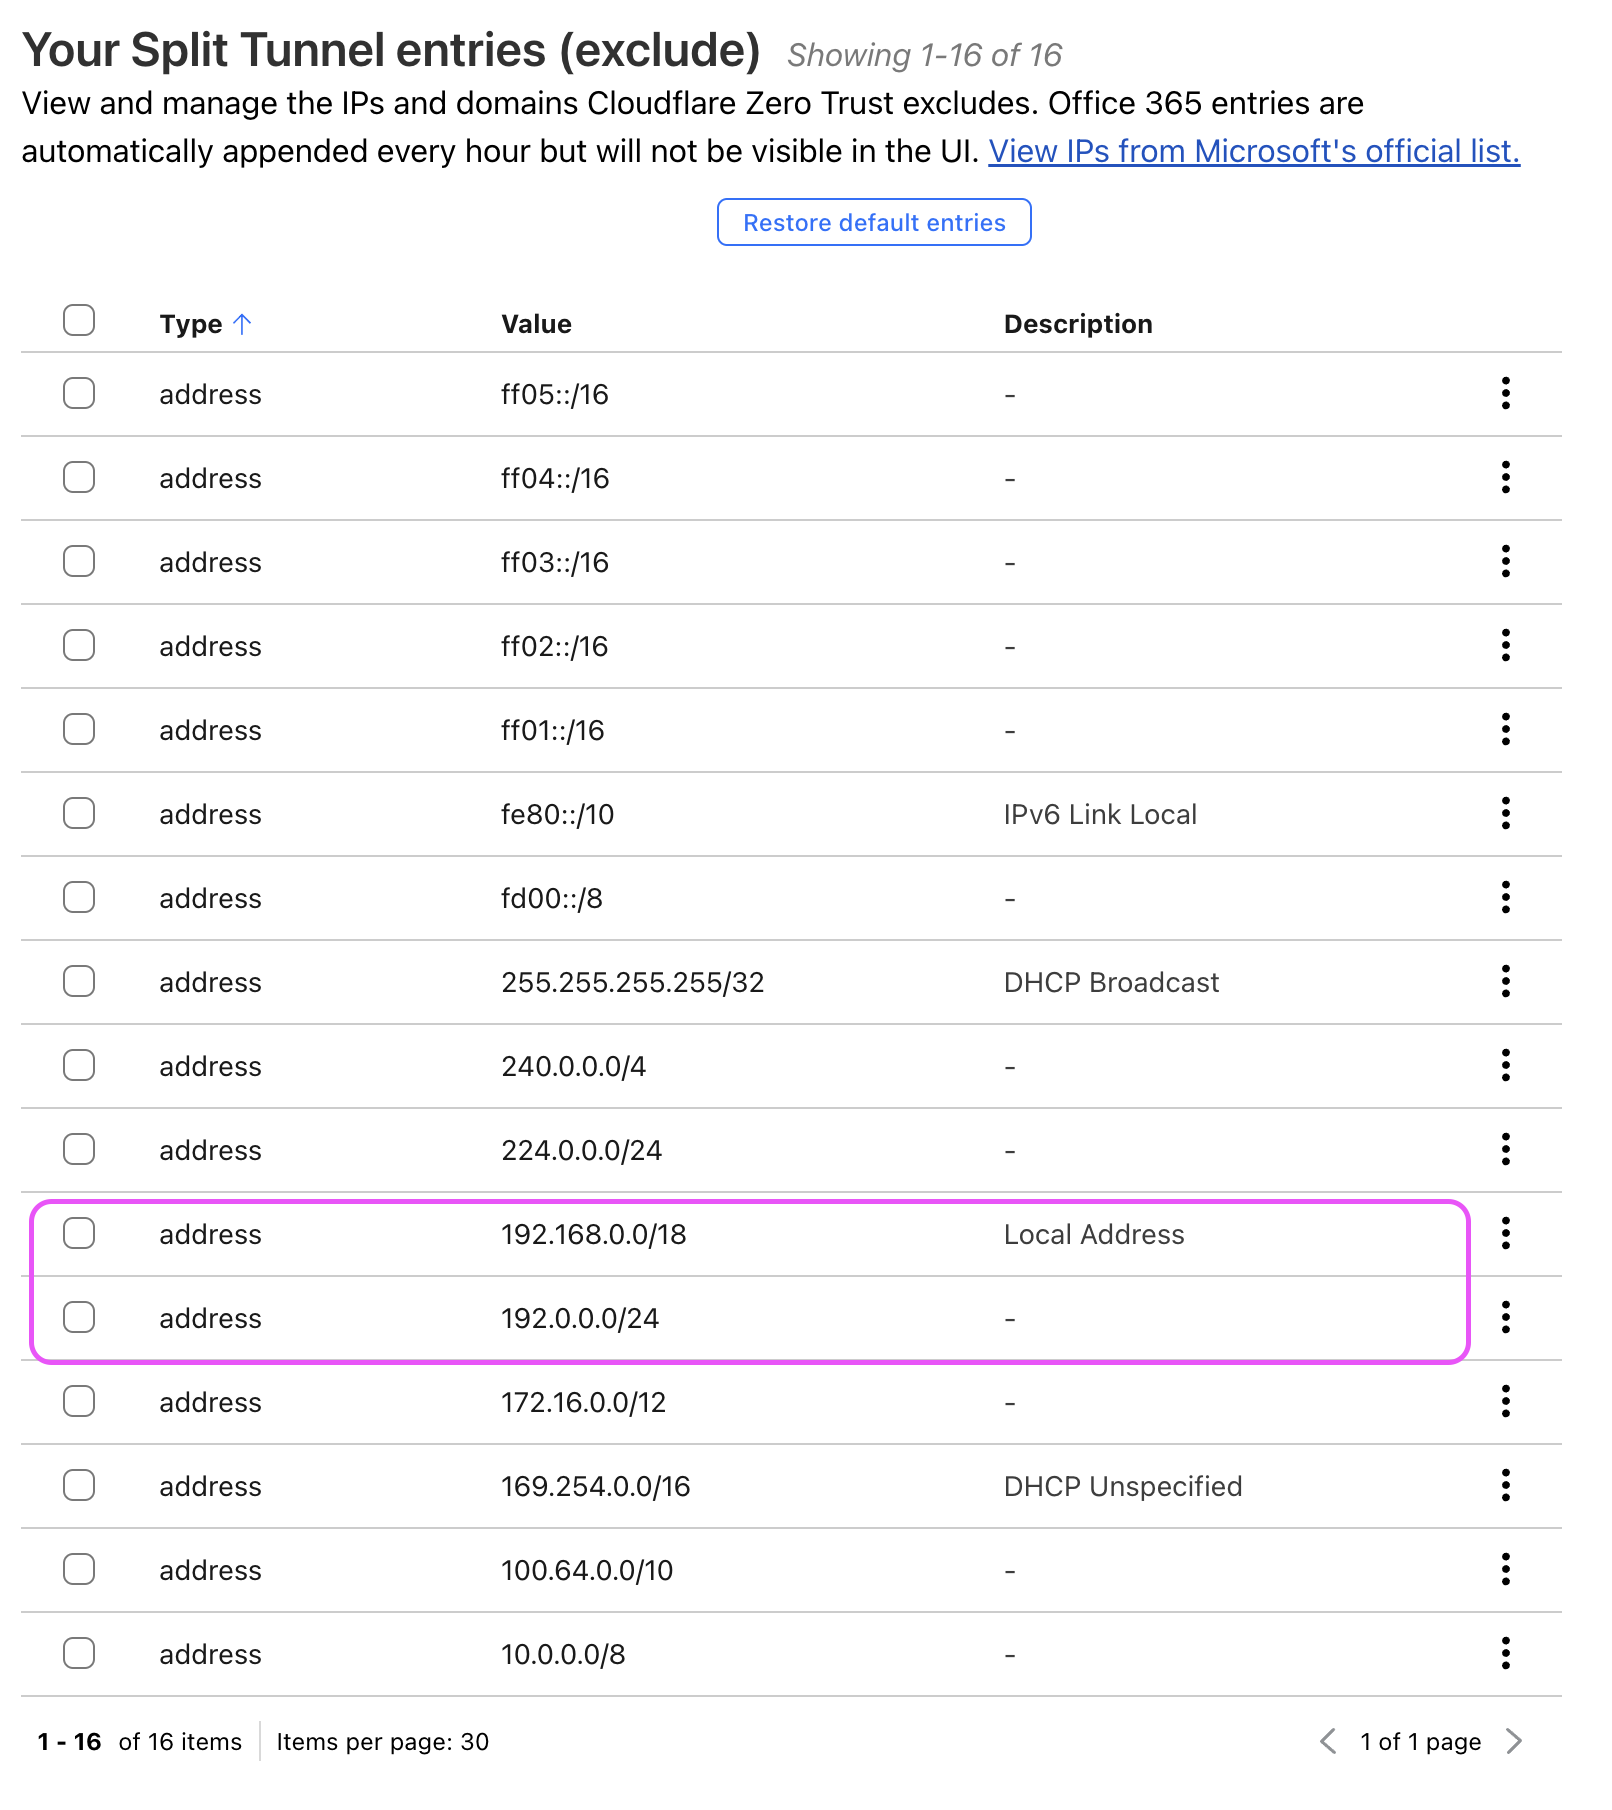 Your Split Tunnel entries (exclude) Showing 1-16 of 16
View and manage the IPs and domains Cloudflare Zero Trust excludes. Office 365 entries are
automatically appended every hour but will not be visible in the UI. View IPs from Microsoft's official list.
Restore default entries
Type ↑ Value Description
address ff05::/16 -
address ff04::/16 -
address ff03::/16 -
address ff02::/16 -
address ff01::/16 -
address fe80::/10 IPv6 Link Local
address fd00::/8 -
address 255.255.255.255/32 DHCP Broadcast
address 240.0.0.0/4 -
address 224.0.0.0/24 -
address 192.168.0.0/18 Local Address
address 192.0.0.0/24 -
address 172.16.0.0/12 -
address 169.254.0.0/16 DHCP Unspecified
address 100.64.0.0/10 -
address 10.0.0.0/8 -
1 - 16 of 16 items Items per page: 30 1 of 1 page